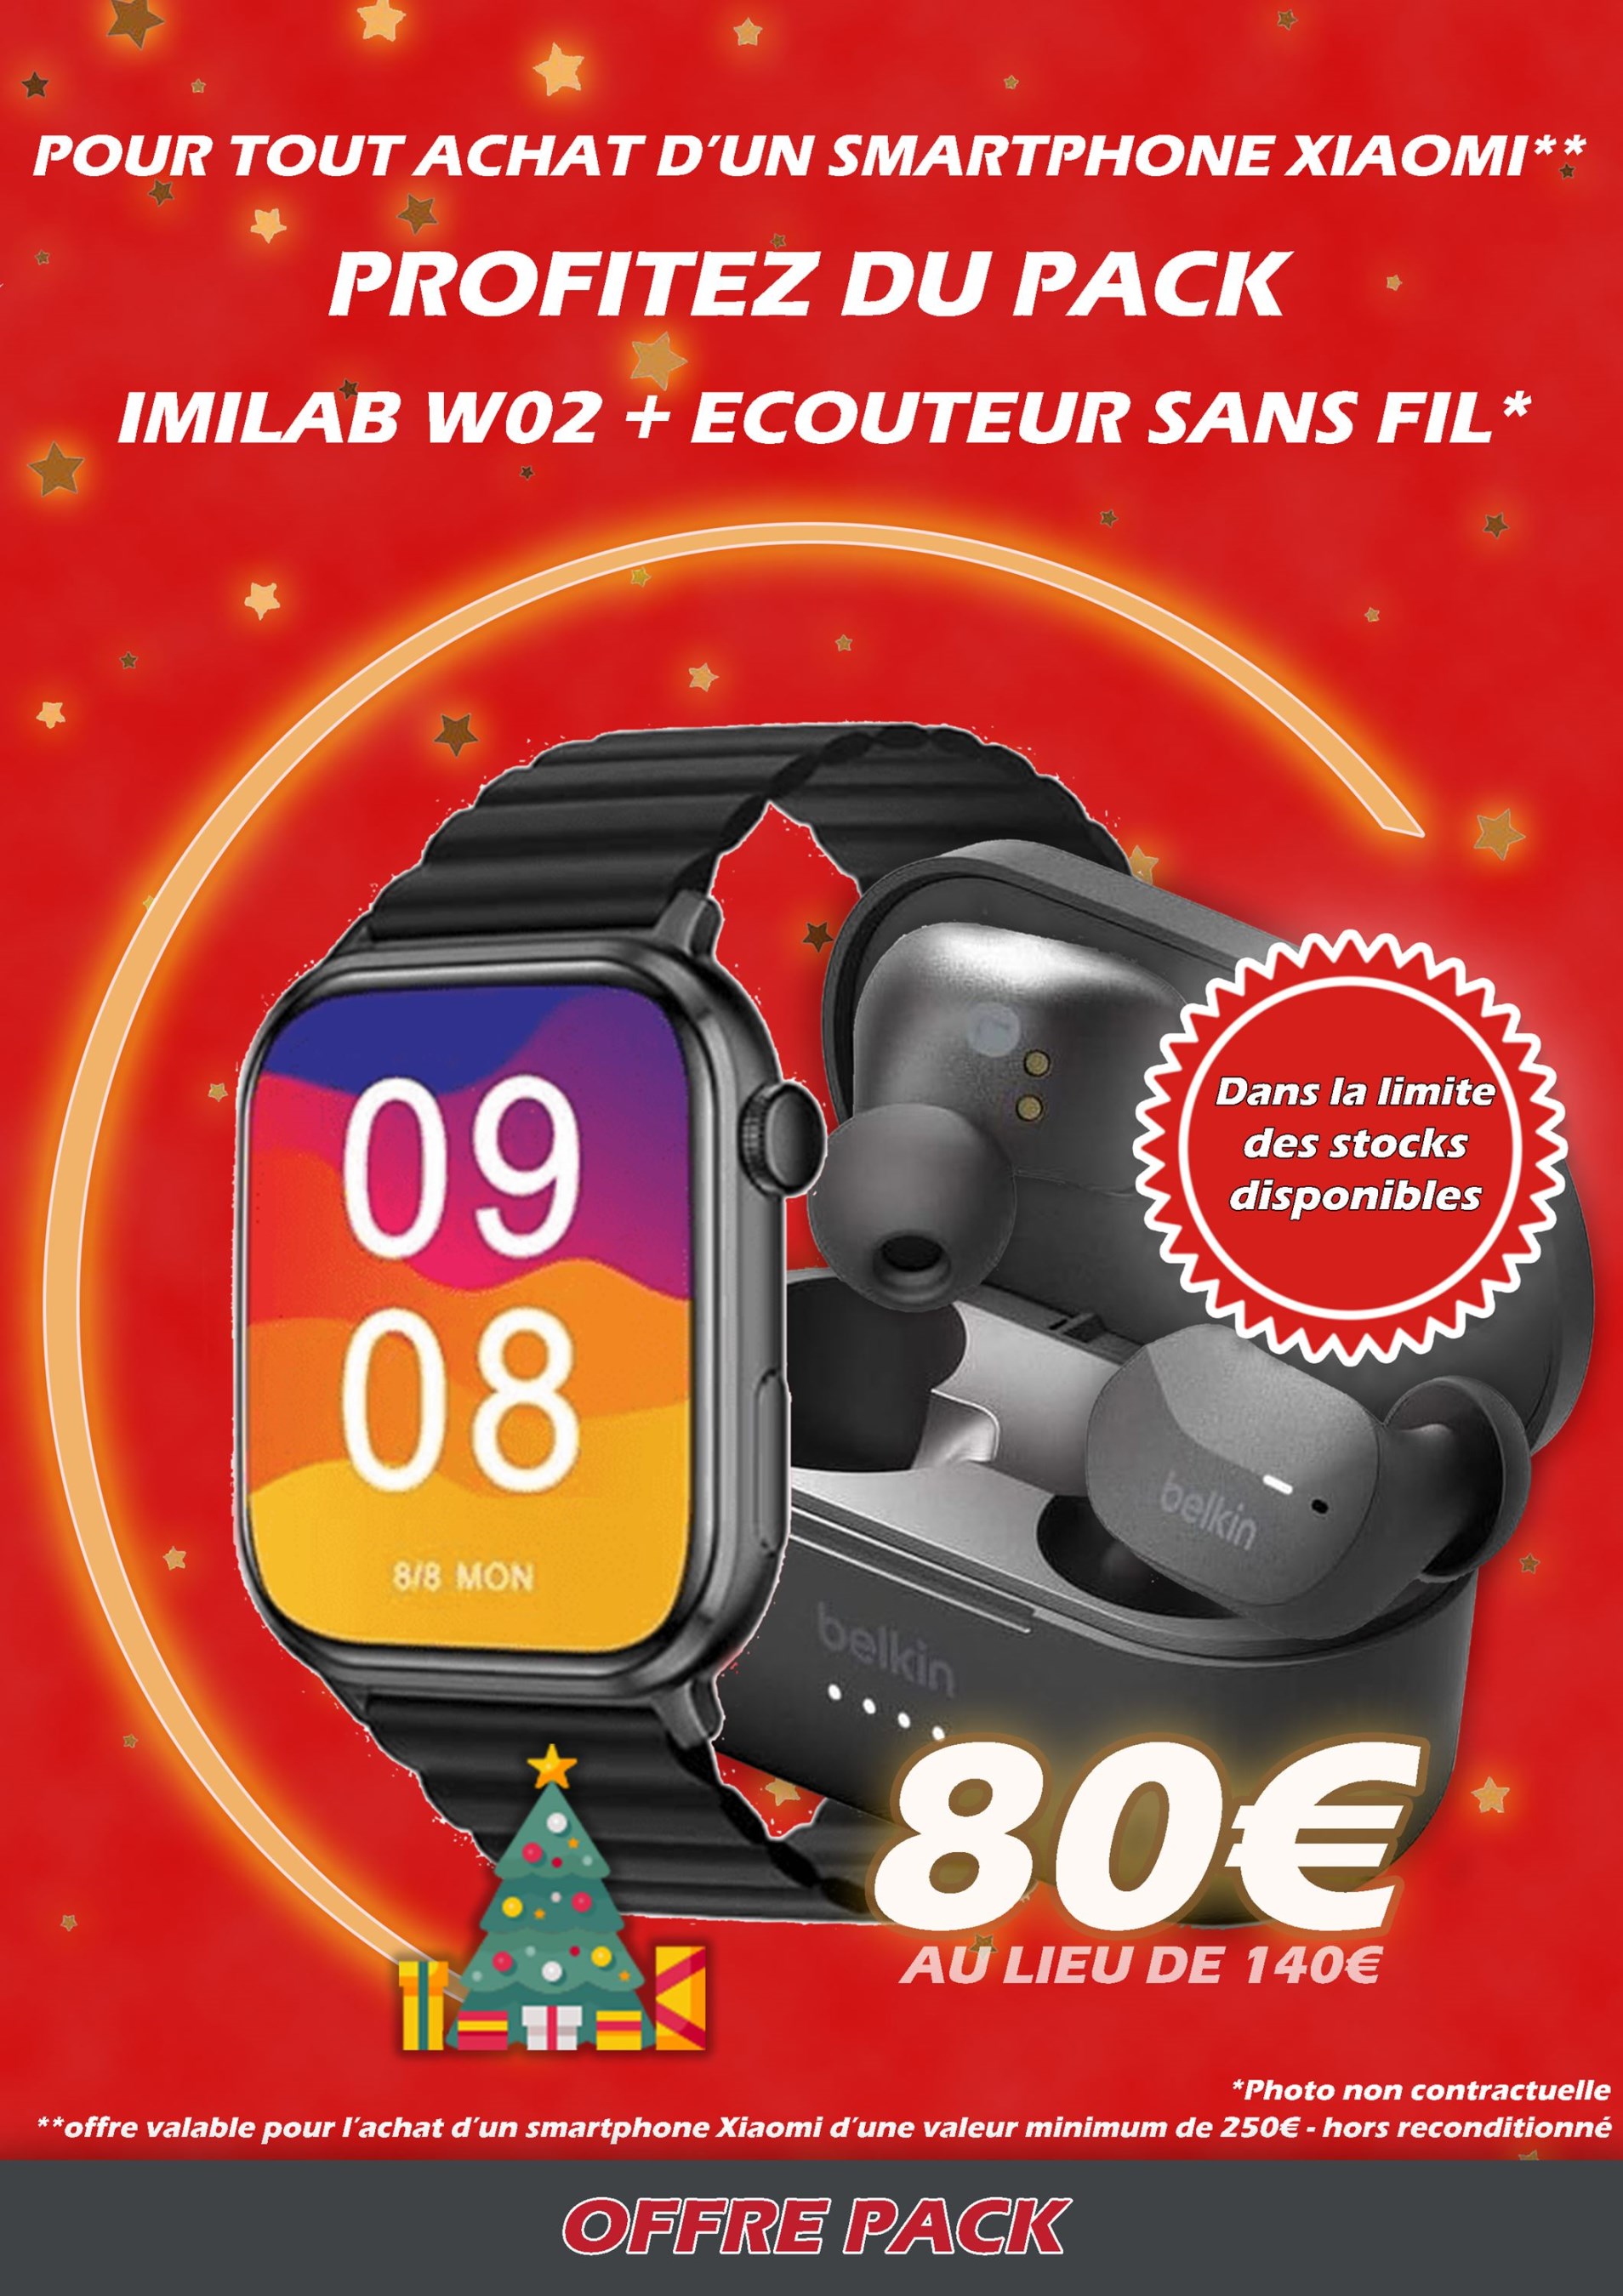 POUR TOUT ACHAT D'UN SMARTPHONE XIAOMI**
PROFITEZ DU PACK
IMILAB W02 + ECOUTEUR SANS FIL*
Dans la limite
des stocks
disponibles
09
08
8/8 MON
belkin
belkin
80€
AU LIEU DE 140€
*Photo non contractuelle
**offre valable pour l'achat d'un smartphone Xiaomi d'une valeur minimum de 250€ - hors reconditionné
OFFRE PACK